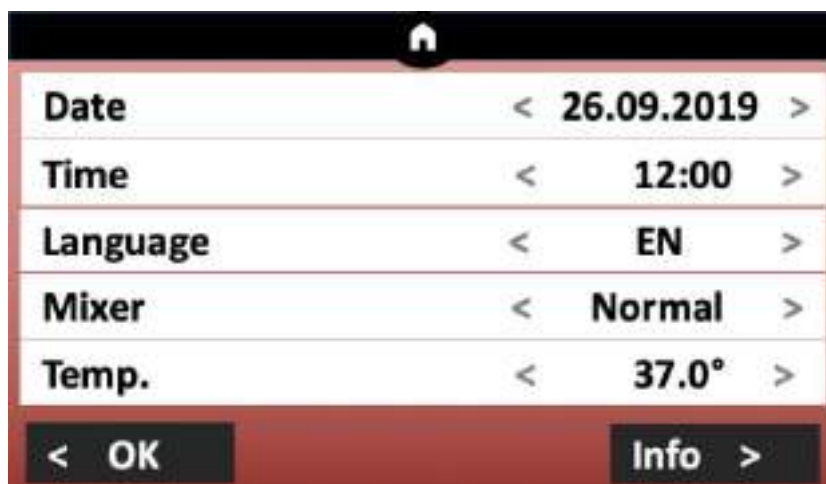 Date < 26.09.2019 >
Time < 12:00 >
Language < EN >
Mixer < Normal >
Temp. < 37.0° >
< OK Info >